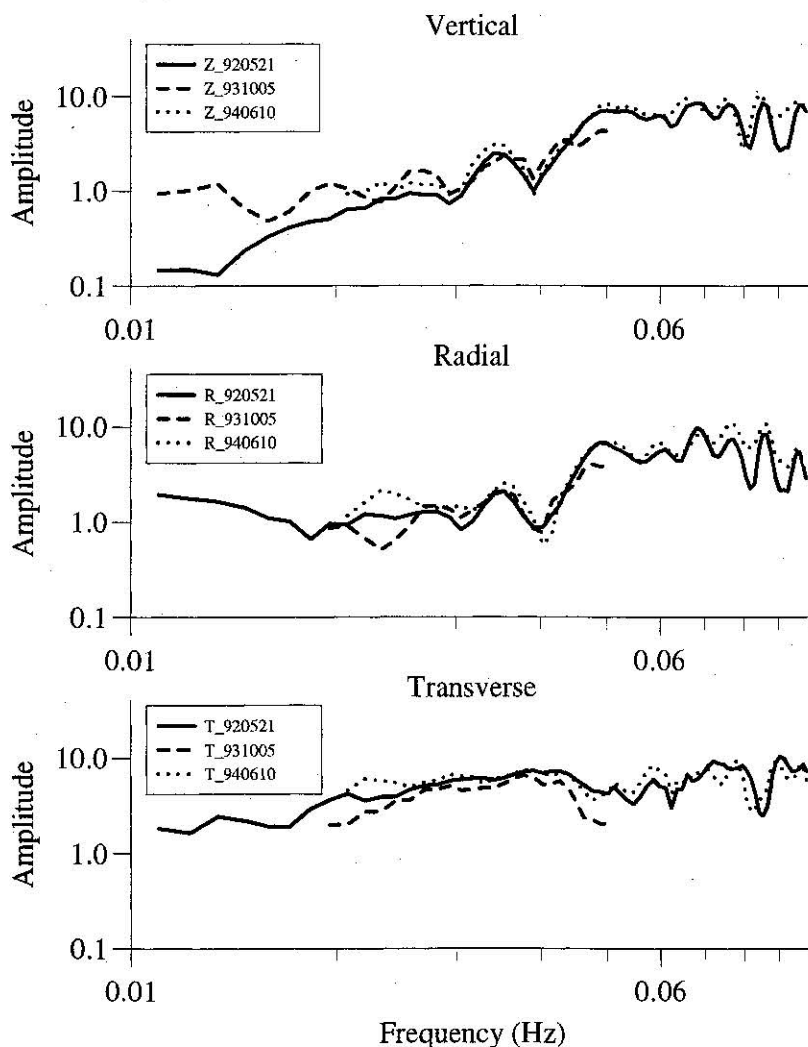 Vertical
Z_920521
Z_931005
Z_940610
Amplitude
10.0
1.0
0.1
0.01
0.06
Radial
R_920521
R_931005
R_940610
Amplitude
10.0
1.0
0.1
0.01
0.06
Transverse
T_920521
T_931005
T_940610
Amplitude
10.0
1.0
0.1
0.01
0.06
Frequency (Hz)